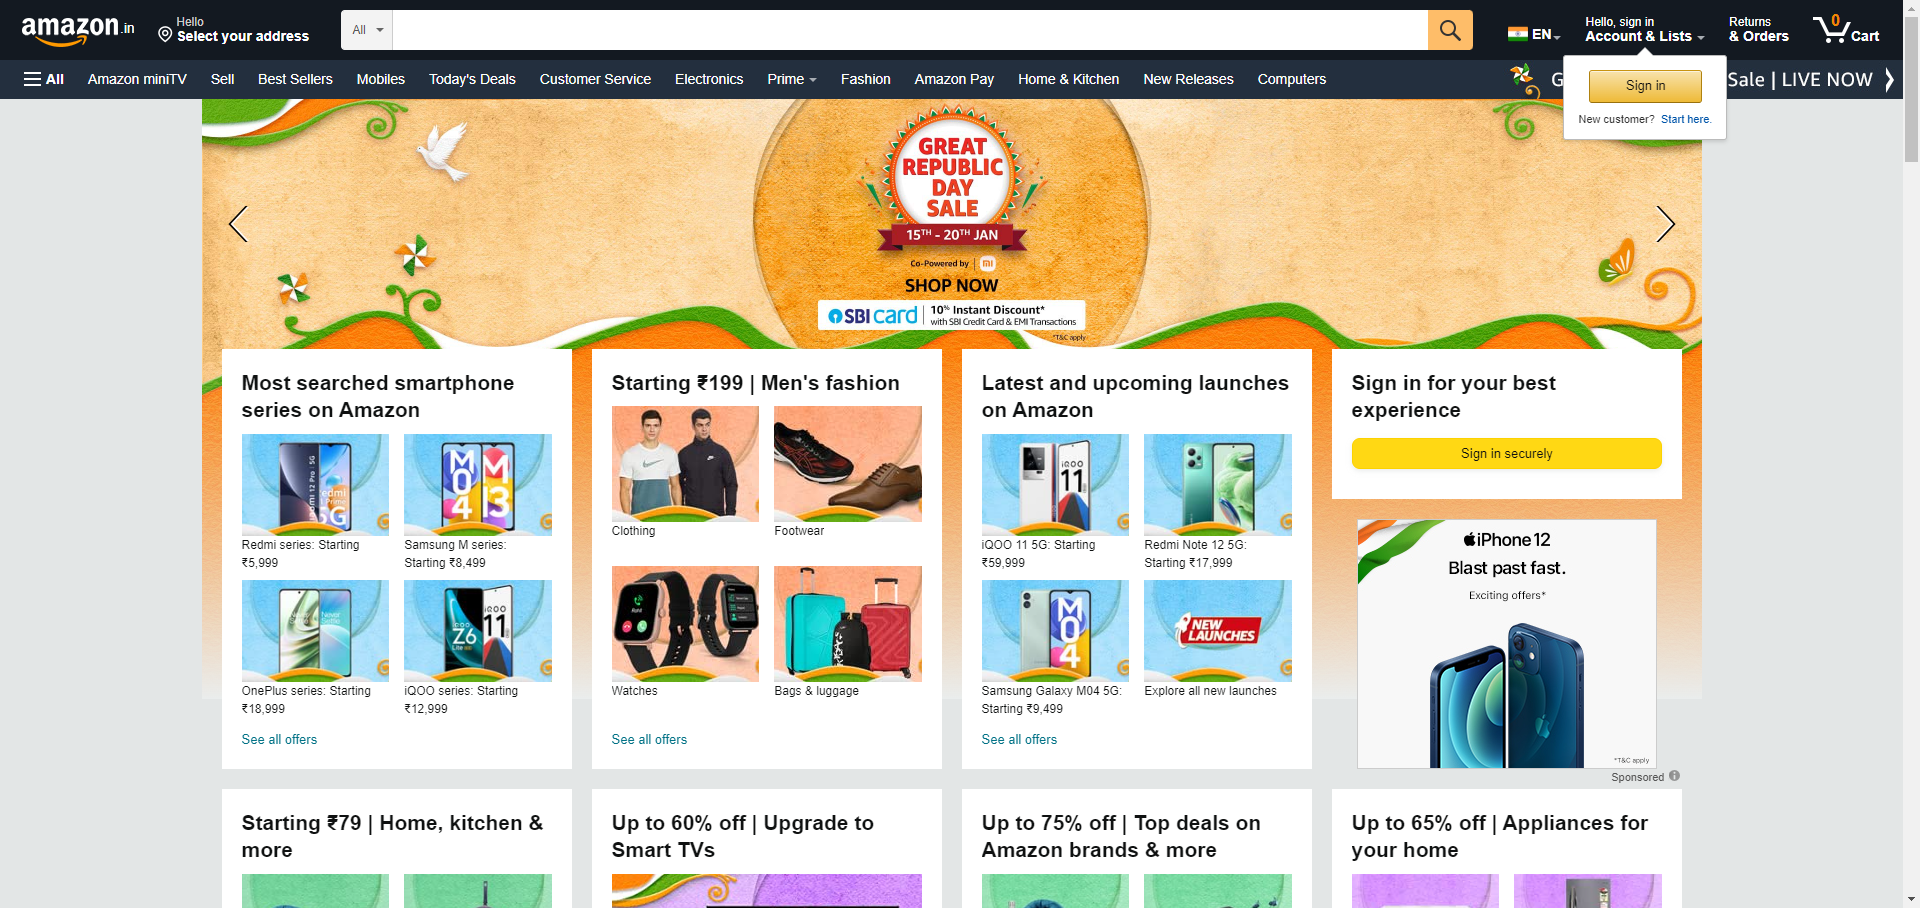 amazon.in
Hello
Select your address
All
EN
Hello, sign in
Account & Lists
Returns
& Orders
0
Cart
All
Amazon miniTV
Sell
Best Sellers
Mobiles
Today's Deals
Customer Service
Electronics
Prime
Fashion
Amazon Pay
Home & Kitchen
New Releases
Computers
G
Sale | LIVE NOW
Sign in
New customer? Start here.
GREAT
REPUBLIC
DAY
SALE
15TH - 20TH JAN
Co-Powered by | mi
SHOP NOW
SBI card
10% Instant Discount*
with SBI Credit Card & EMI Transactions
*T&C apply
Most searched smartphone
series on Amazon
M04
M13
Redmi series: Starting
₹5,999
Samsung M series:
Starting ₹8,499
iQOO
Z6
Lite
iQOO
11
OnePlus series: Starting
₹18,999
iQOO series: Starting
₹12,999
See all offers
Starting ₹199 | Men's fashion
Clothing
Footwear
Watches
Bags & luggage
See all offers
Latest and upcoming launches
on Amazon
iQOO
11
iQOO 11 5G: Starting
₹59,999
Redmi Note 12 5G:
Starting ₹17,999
M04
NEW
LAUNCHES
Samsung Galaxy M04 5G:
Starting ₹9,499
Explore all new launches
See all offers
Sign in for your best
experience
Sign in securely
iPhone 12
Blast past fast.
Exciting offers*
*T&C apply
Sponsored
Starting ₹79 | Home, kitchen &
more
Up to 60% off | Upgrade to
Smart TVs
Up to 75% off | Top deals on
Amazon brands & more
Up to 65% off | Appliances for
your home